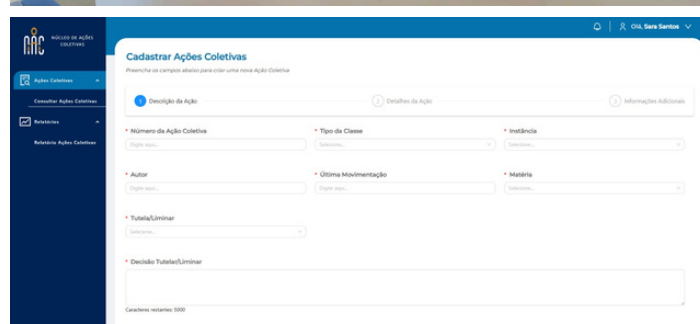 NÚCLEO DE AÇÕES
COLETIVAS
NAC
Olá, Sara Santos
Ações Coletivas
Consultar Ações Coletivas
Relatórios
Relatório Ações Coletivas
Cadastrar Ações Coletivas
Preencha os campos abaixo para criar uma nova Ação Coletiva
1 Descrição da Ação
2 Detalhes da Ação
3 Informações Adicionais
* Número da Ação Coletiva * Tipo da Classe * Instância
Digite aqui... Selecione... Selecione...
* Autor * Última Movimentação * Matéria
Digite aqui... Digite aqui... Selecione...
* Tutela/Liminar
Selecione...
* Decisão Tutelar/Liminar
Caracteres restantes: 5000